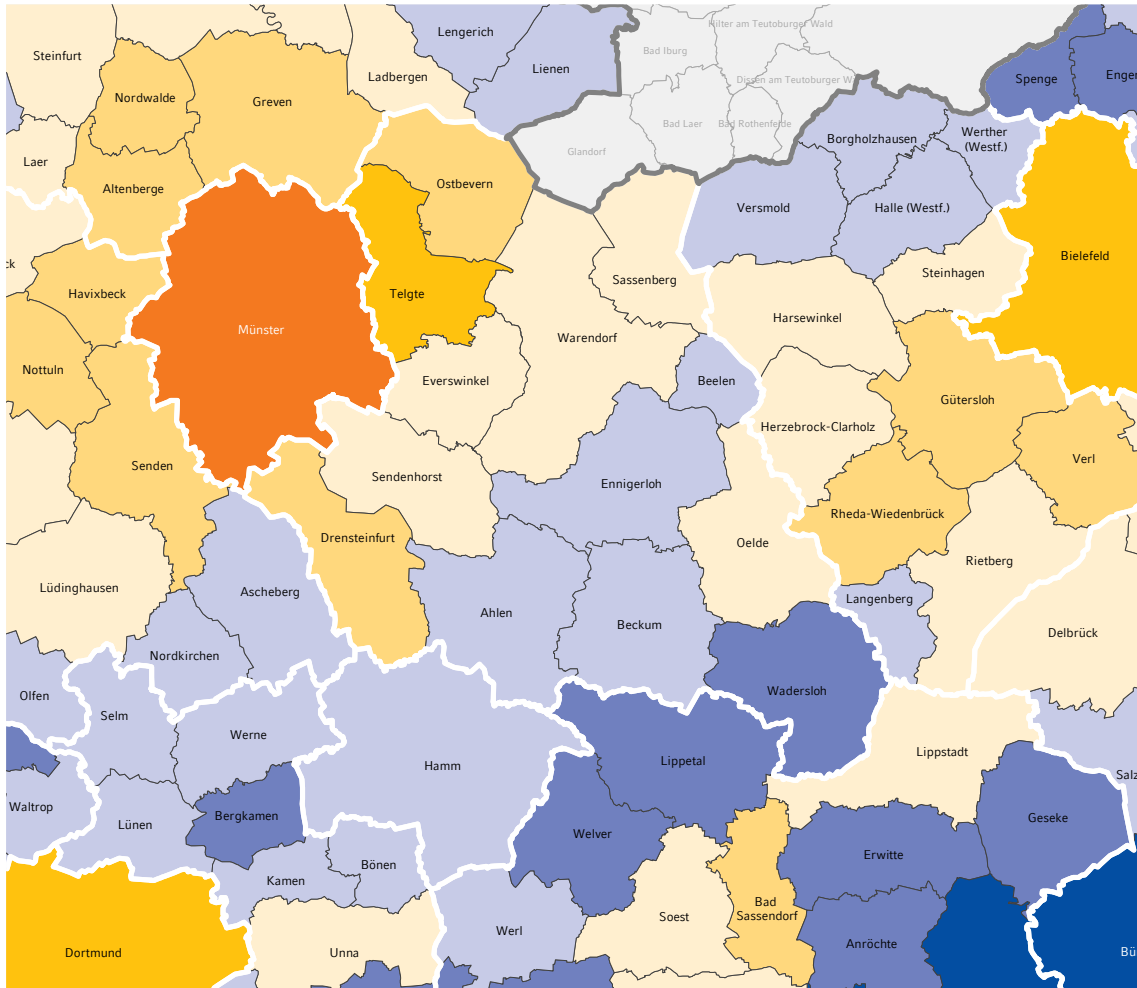 Hilter am Teutoburger Wald
Lengerich
Bad Iburg
Steinfurt
Lienen
Ladbergen
Spenge
Enger
Dissen am Teutoburger W
Nordwalde
Greven
Bad Laer
Bad Rothenfelde
Werther
(Westf.)
Borgholzhausen
Glandorf
Laer
Altenberge
Ostbevern
Versmold
Halle (Westf.)
Bielefeld
ck
Steinhagen
Sassenberg
Havixbeck
Telgte
Harsewinkel
Münster
Warendorf
Nottuln
Everswinkel
Beelen
Gütersloh
Herzebrock-Clarholz
Verl
Senden
Sendenhorst
Ennigerloh
Rheda-Wiedenbrück
Drensteinfurt
Oelde
Rietberg
Lüdinghausen
Ascheberg
Langenberg
Ahlen
Beckum
Delbrück
Nordkirchen
Wadersloh
Olfen
Selm
Werne
Lippstadt
Lippetal
Hamm
Salz
Waltrop
Bergkamen
Geseke
Lünen
Welver
Erwitte
Bönen
Kamen
Bad
Sassendorf
Soest
Werl
Anröchte
Dortmund
Unna
Bü